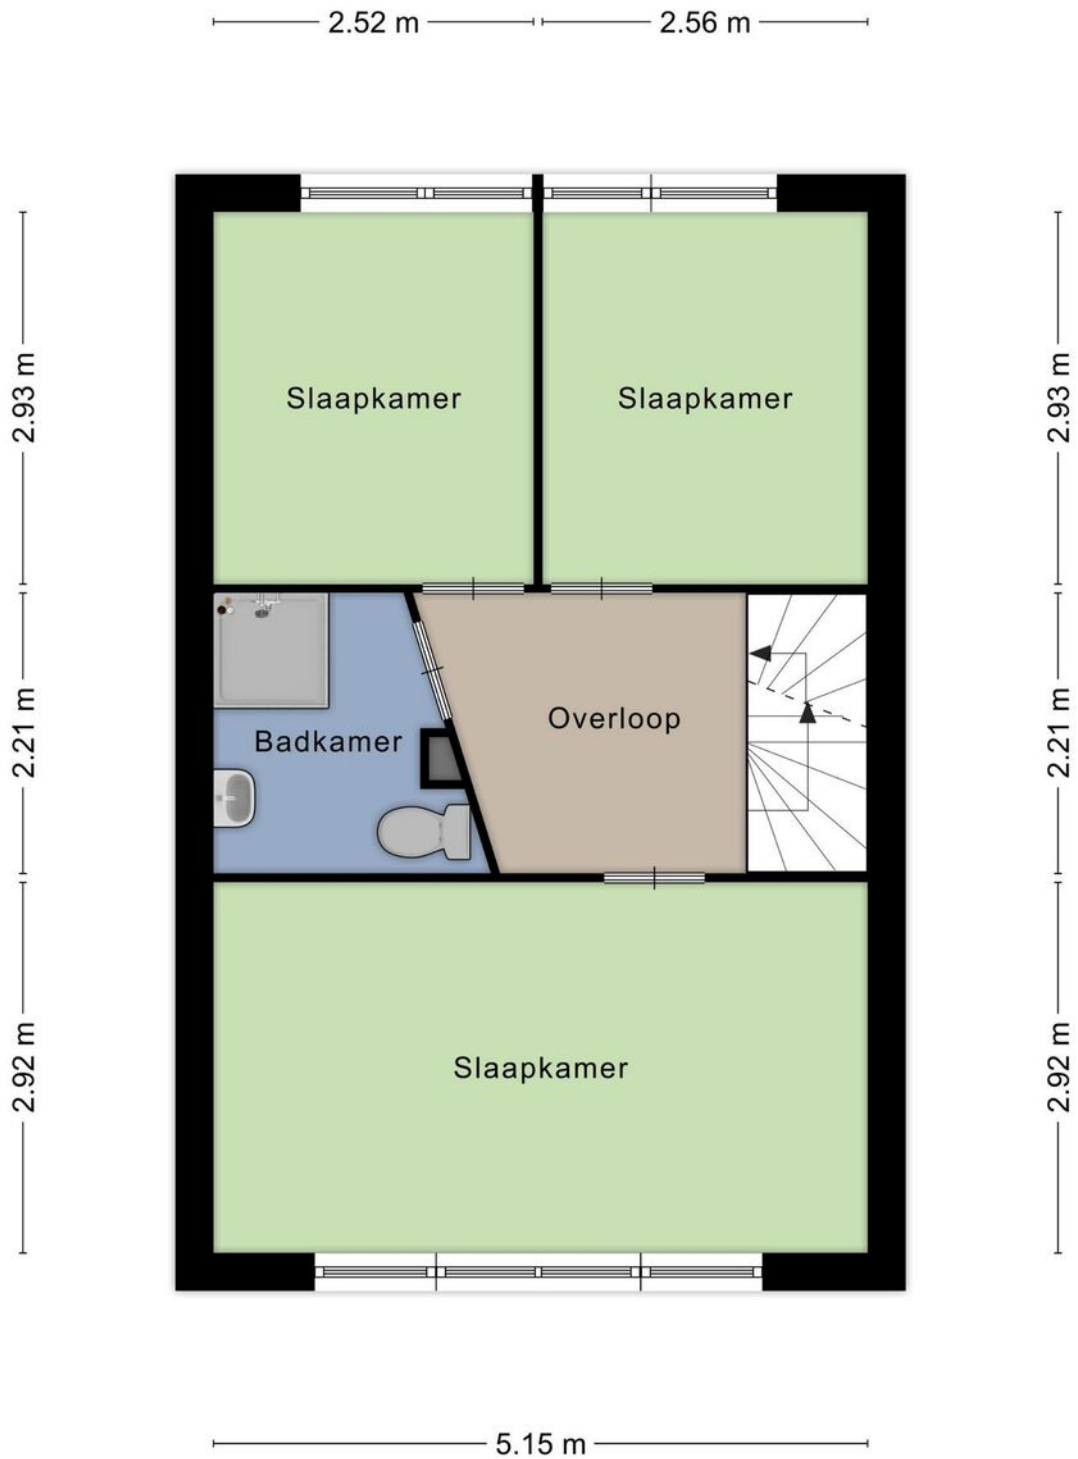 2.52 m
2.56 m
2.93 m
Slaapkamer
Slaapkamer
2.93 m
2.21 m
Badkamer
Overloop
2.21 m
2.92 m
Slaapkamer
2.92 m
5.15 m